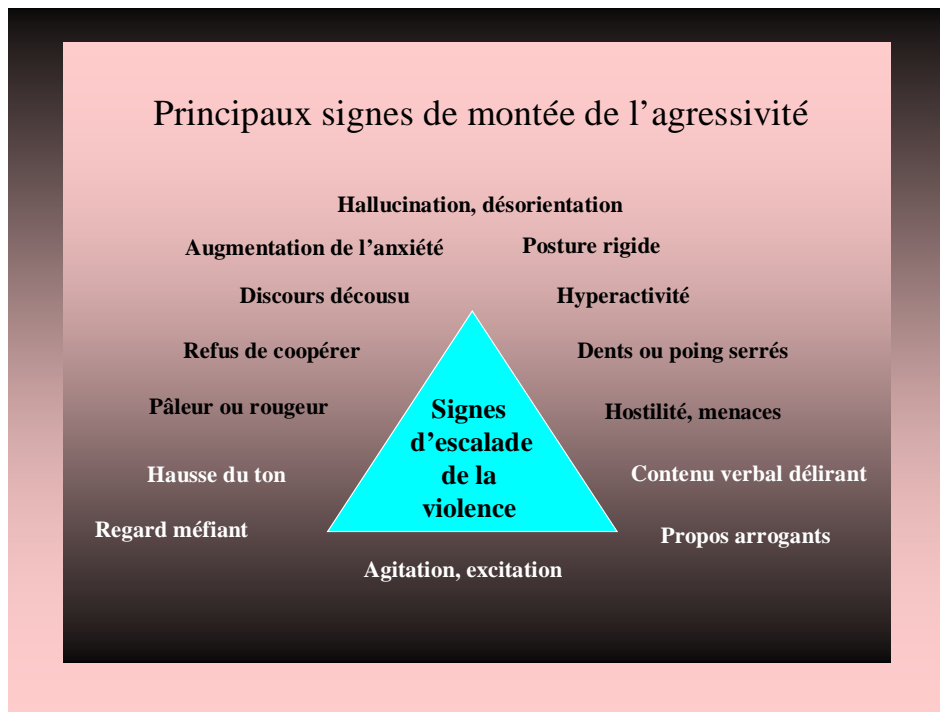 Principaux signes de montée de l’agressivité
Hallucination, désorientation
Augmentation de l’anxiété
Posture rigide
Discours décousu
Hyperactivité
Refus de coopérer
Dents ou poing serrés
Pâleur ou rougeur
Hostilité, menaces
Signes
d’escalade
de la
violence
Hausse du ton
Contenu verbal délirant
Regard méfiant
Propos arrogants
Agitation, excitation